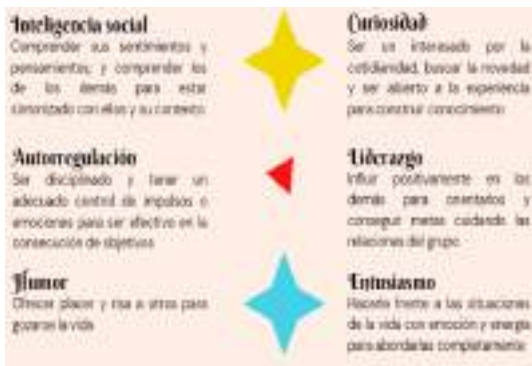 Inteligencia social
Comprender sus sentimientos y
pensamientos, y comprender los
de los demás para estar
sintonizado con ellos y su contexto
Autorregulación
Ser disciplinado y tener un
adecuado control de impulsos o
emociones para ser efectivo en la
consecución de objetivos
Humor
Ofrecer placer y risa a otros para
gozarse la vida
Curiosidad
Ser un interesado por la
cotidianidad, buscar la novedad
y ser abierto a la experiencia
para construir conocimiento
Liderazgo
Influir positivamente en los
demás para orientarlos y
conseguir metas cuidando las
relaciones del grupo
Entusiasmo
Hacerle frente a las situaciones
de la vida con emoción y energía
para abordarlas completamente